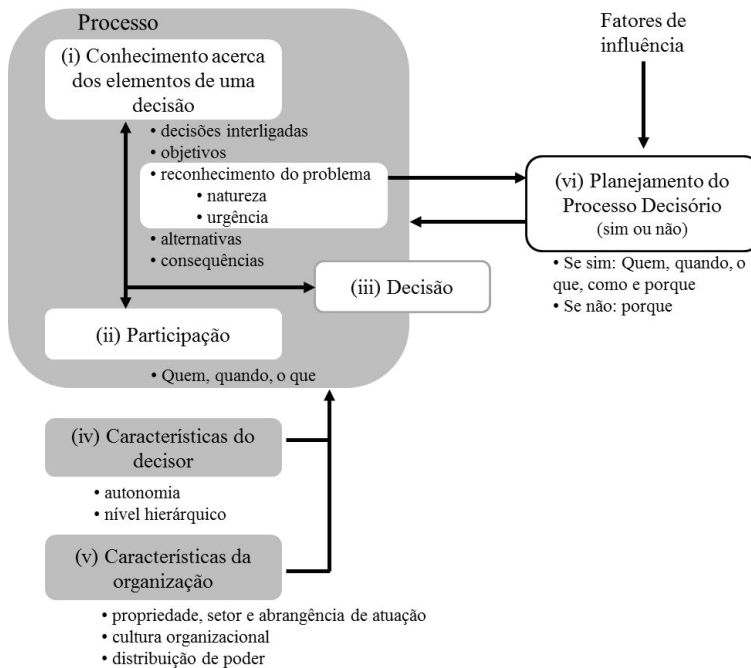 Processo
(i) Conhecimento acerca
dos elementos de uma
decisão
• decisões interligadas
• objetivos
• reconhecimento do problema
• natureza
• urgência
• alternativas
• consequências
(iii) Decisão
(ii) Participação
• Quem, quando, o que
(iv) Características do
decisor
• autonomia
• nível hierárquico
(v) Características da
organização
• propriedade, setor e abrangência de atuação
• cultura organizacional
• distribuição de poder
Fatores de
influência
(vi) Planejamento do
Processo Decisório
(sim ou não)
• Se sim: Quem, quando, o
que, como e porque
• Se não: porque